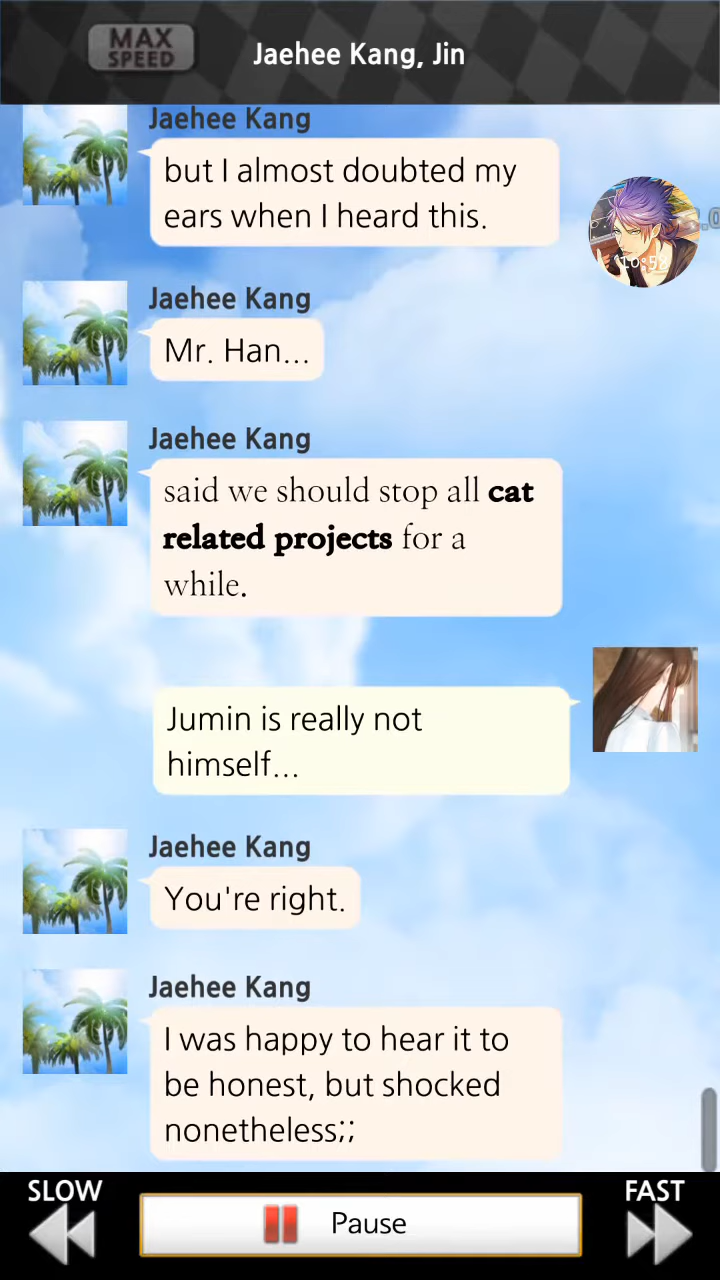 MAX
SPEED
Jaehee Kang, Jin
Jaehee Kang
but I almost doubted my
ears when I heard this.
10:59
Jaehee Kang
Mr. Han...
Jaehee Kang
said we should stop all cat
related projects for a
while.
Jumin is really not
himself...
Jaehee Kang
You're right.
Jaehee Kang
I was happy to hear it to
be honest, but shocked
nonetheless;;
SLOW
Pause
FAST